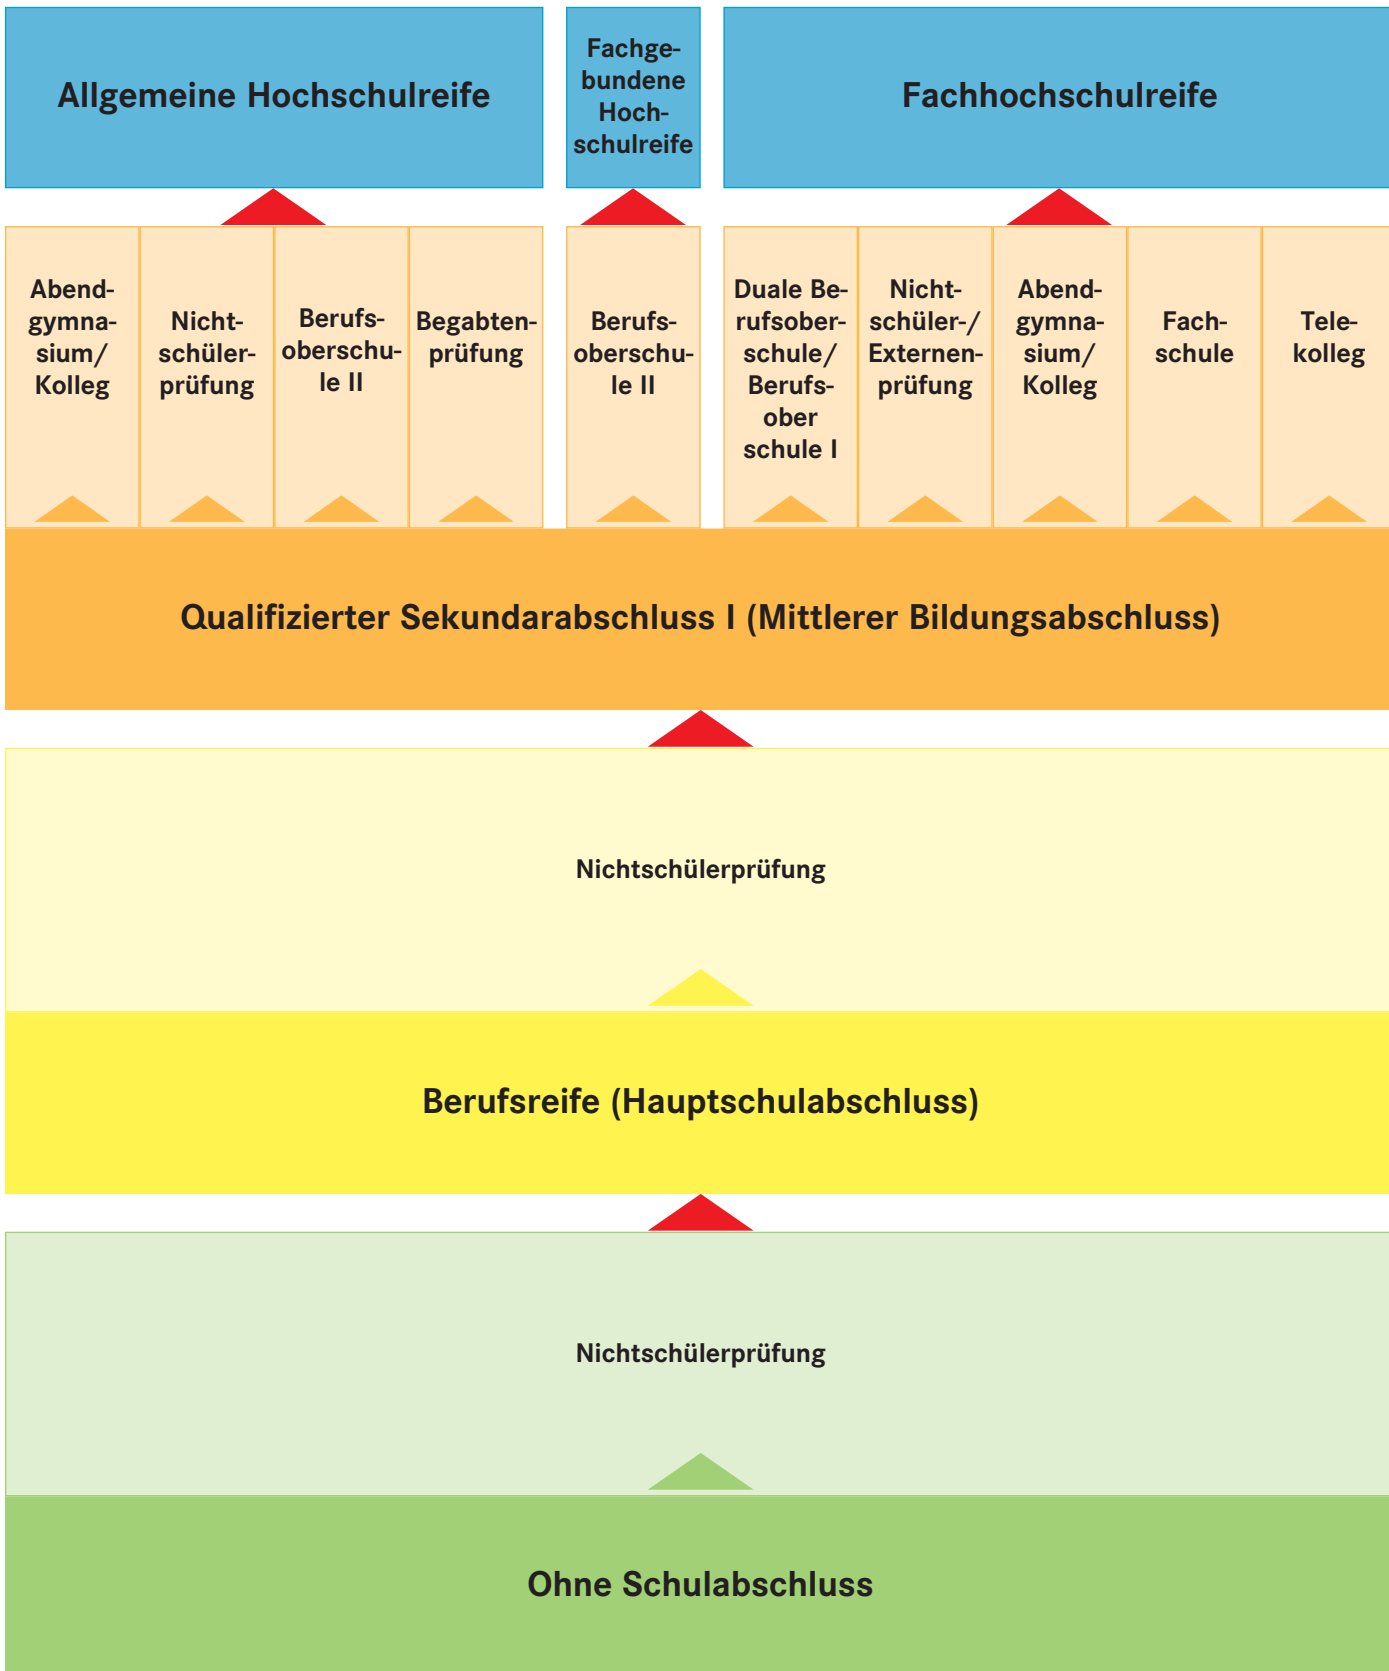 Allgemeine Hochschulreife
Fachge-
bundene
Hoch-
schulreife
Fachhochschulreife
Abend-
gymna-
sium/
Kolleg
Nicht-
schüler-
prüfung
Berufs-
oberschu-
le II
Begabten-
prüfung
Berufs-
oberschu-
le II
Duale Be-
rufsober-
schule/
Berufs-
ober
schule I
Nicht-
schüler-/
Externen-
prüfung
Abend-
gymna-
sium/
Kolleg
Fach-
schule
Tele-
kolleg
Qualifizierter Sekundarabschluss I (Mittlerer Bildungsabschluss)
Nichtschülerprüfung
Berufsreife (Hauptschulabschluss)
Nichtschülerprüfung
Ohne Schulabschluss